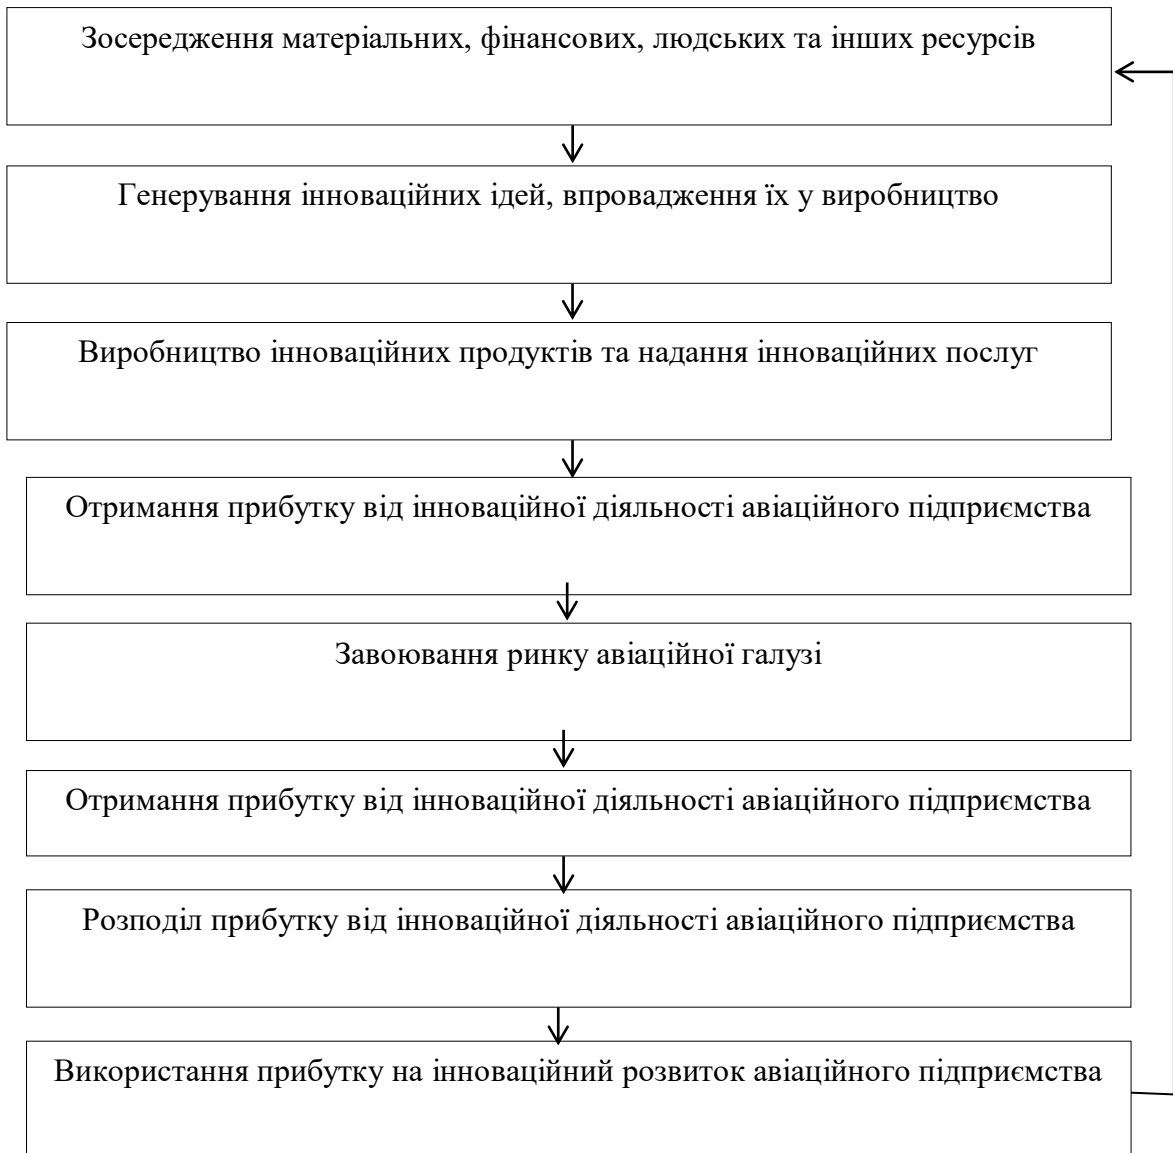 Зосередження матеріальних, фінансових, людських та інших ресурсів
Генерування інноваційних ідей, впровадження їх у виробництво
Виробництво інноваційних продуктів та надання інноваційних послуг
Отримання прибутку від інноваційної діяльності авіаційного підприємства
Завоювання ринку авіаційної галузі
Отримання прибутку від інноваційної діяльності авіаційного підприємства
Розподіл прибутку від інноваційної діяльності авіаційного підприємства
Використання прибутку на інноваційний розвиток авіаційного підприємства